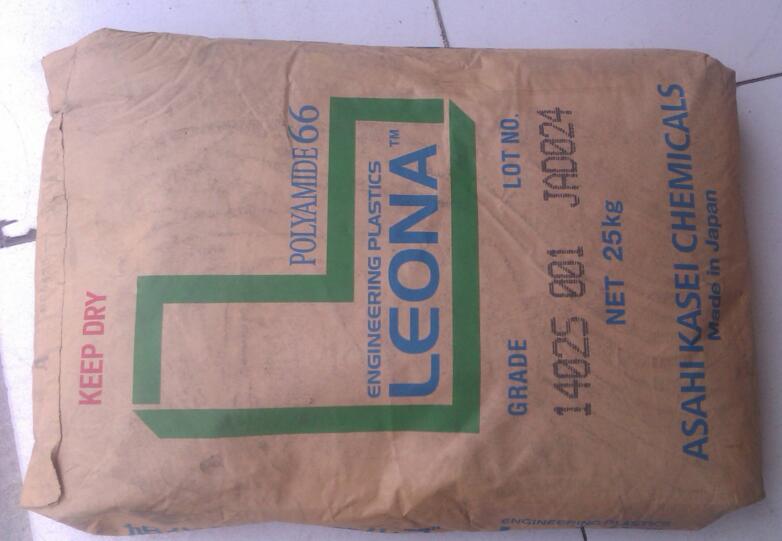 KEEP DRY
POLYAMIDE 66
ENGINEERING PLASTICS
LEONA™
GRADE LOT NO.
14025 001 JAD024
NET 25kg
ASAHI KASEI CHEMICALS
Made in Japan
ENGINEERING PLASTICS